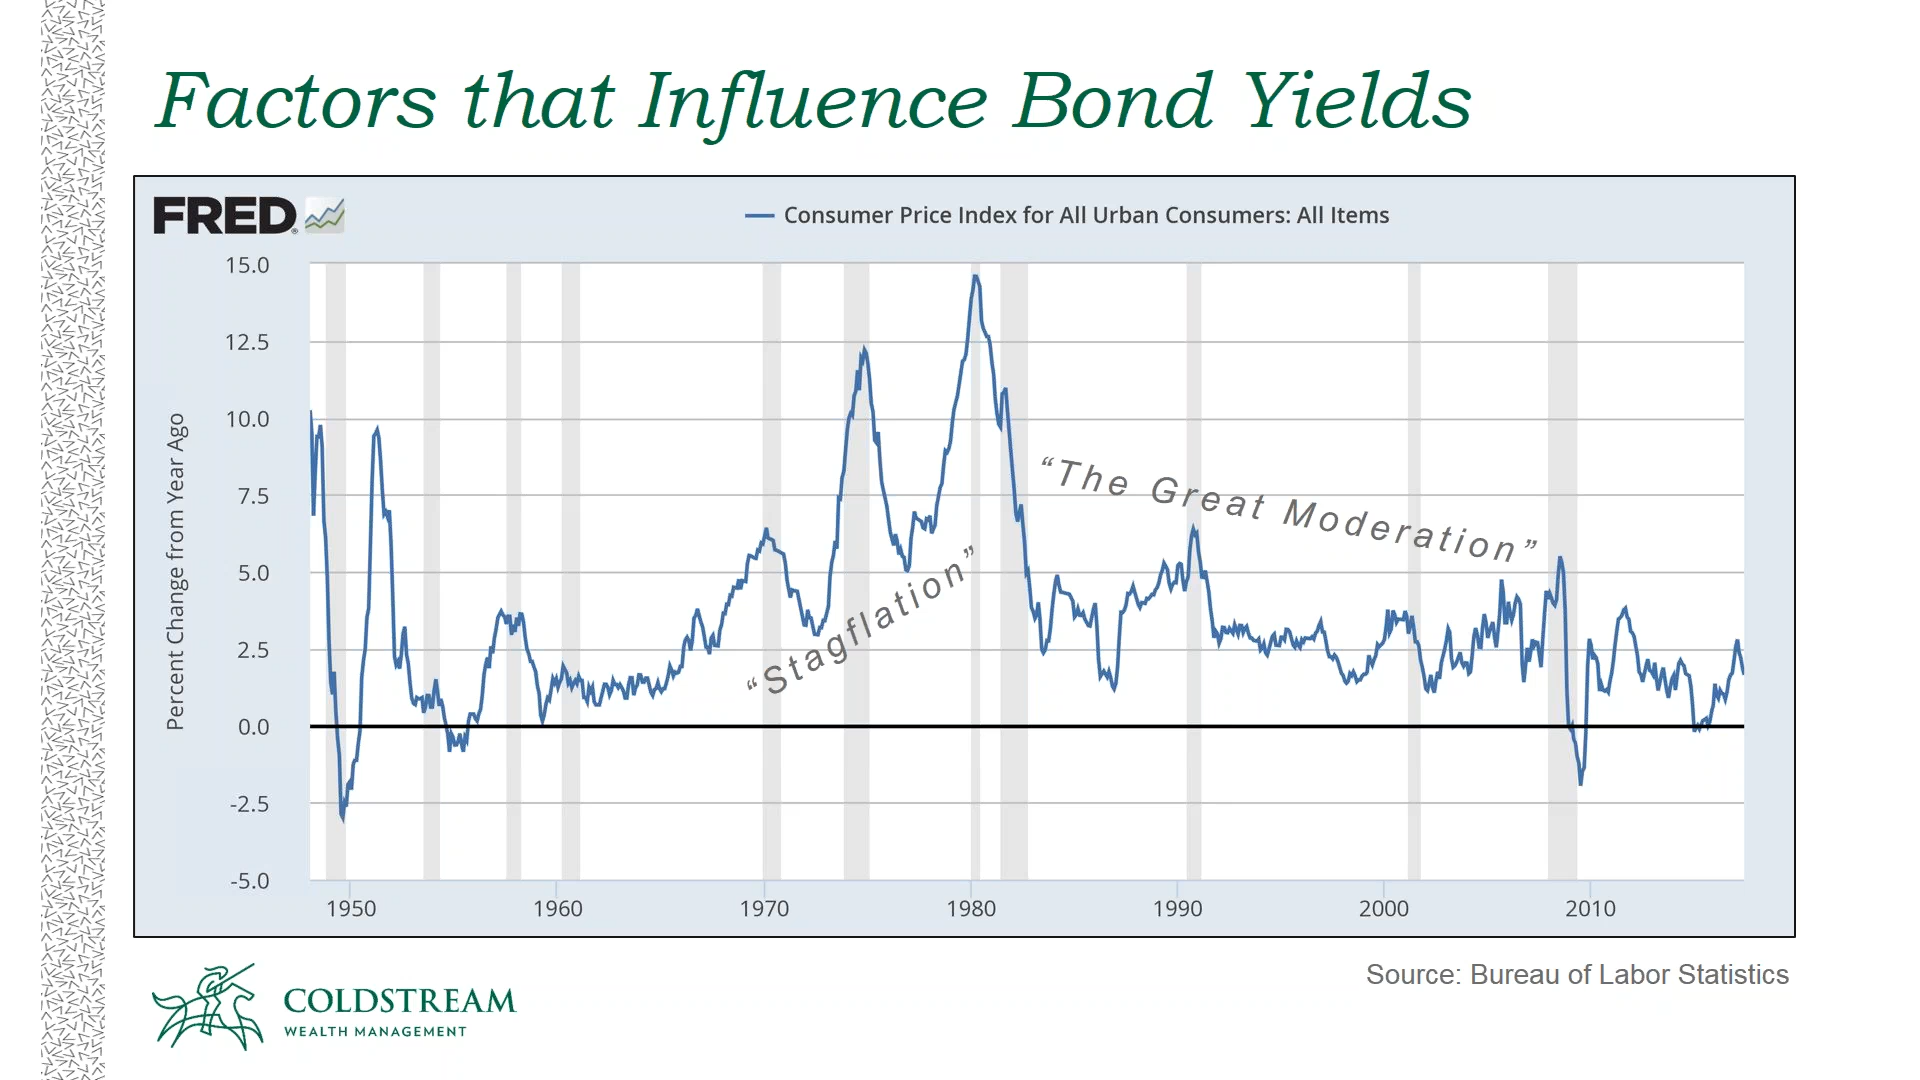 Factors that Influence Bond Yields
FRED®
Consumer Price Index for All Urban Consumers: All Items
Percent Change from Year Ago
15.0
12.5
10.0
7.5
5.0
2.5
0.0
-2.5
-5.0
“Stagflation”
“The Great Moderation”
1950 1960 1970 1980 1990 2000 2010
Source: Bureau of Labor Statistics
COLDSTREAM
WEALTH MANAGEMENT